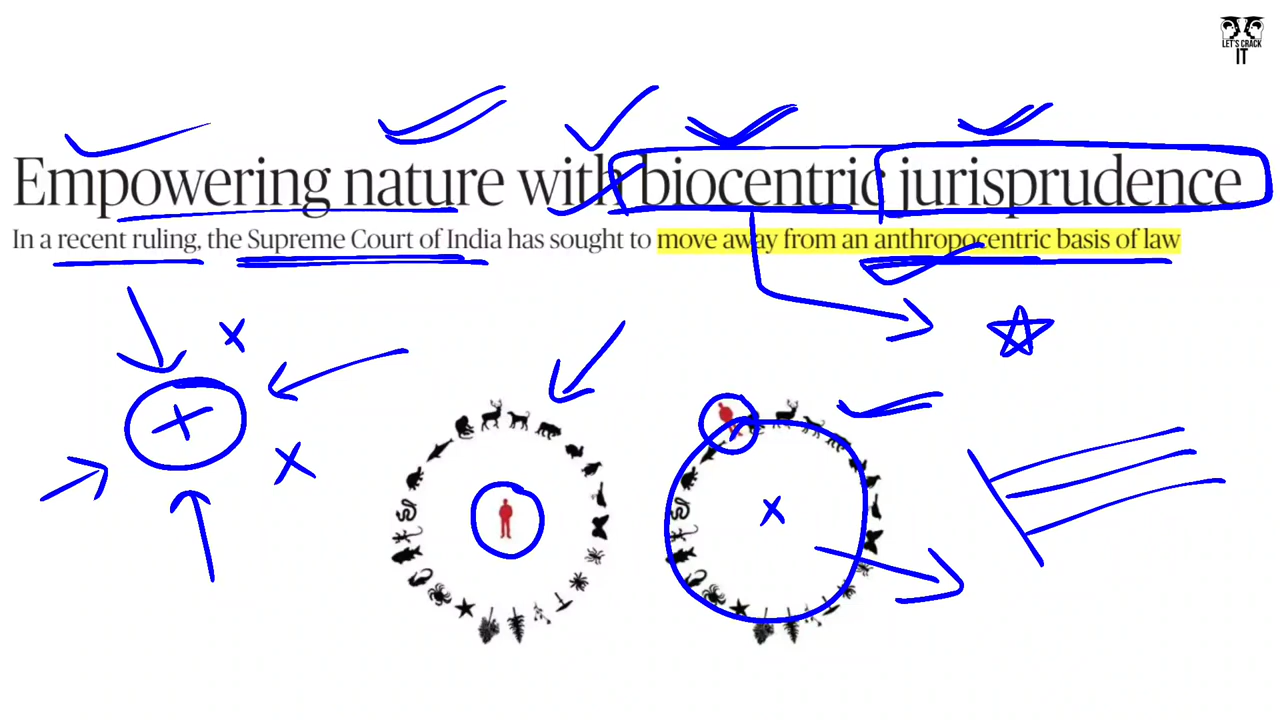 LET'S CRACK
IT
Empowering nature with biocentric jurisprudence
In a recent ruling, the Supreme Court of India has sought to move away from an anthropocentric basis of law